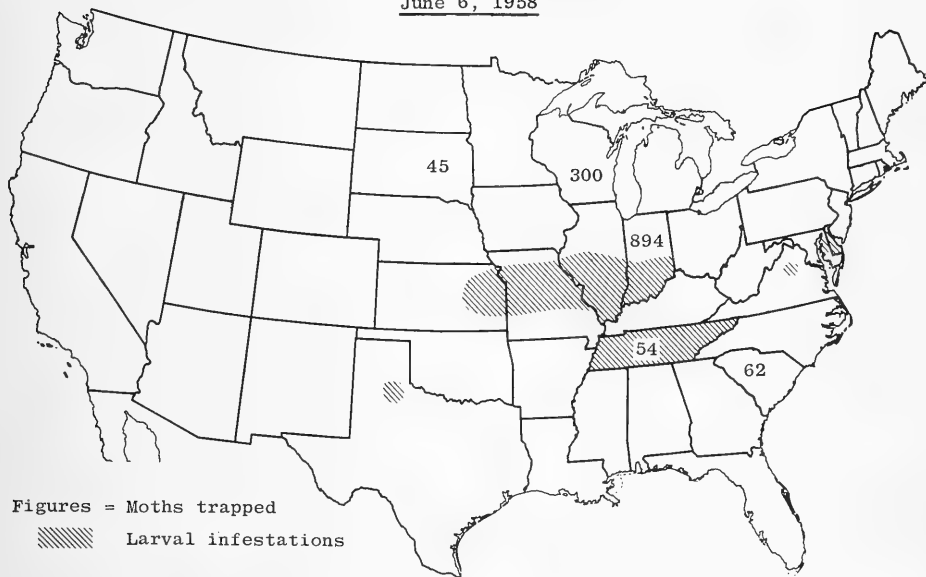 June 6, 1958
45
300
894
54
62
Figures = Moths trapped
Larval infestations